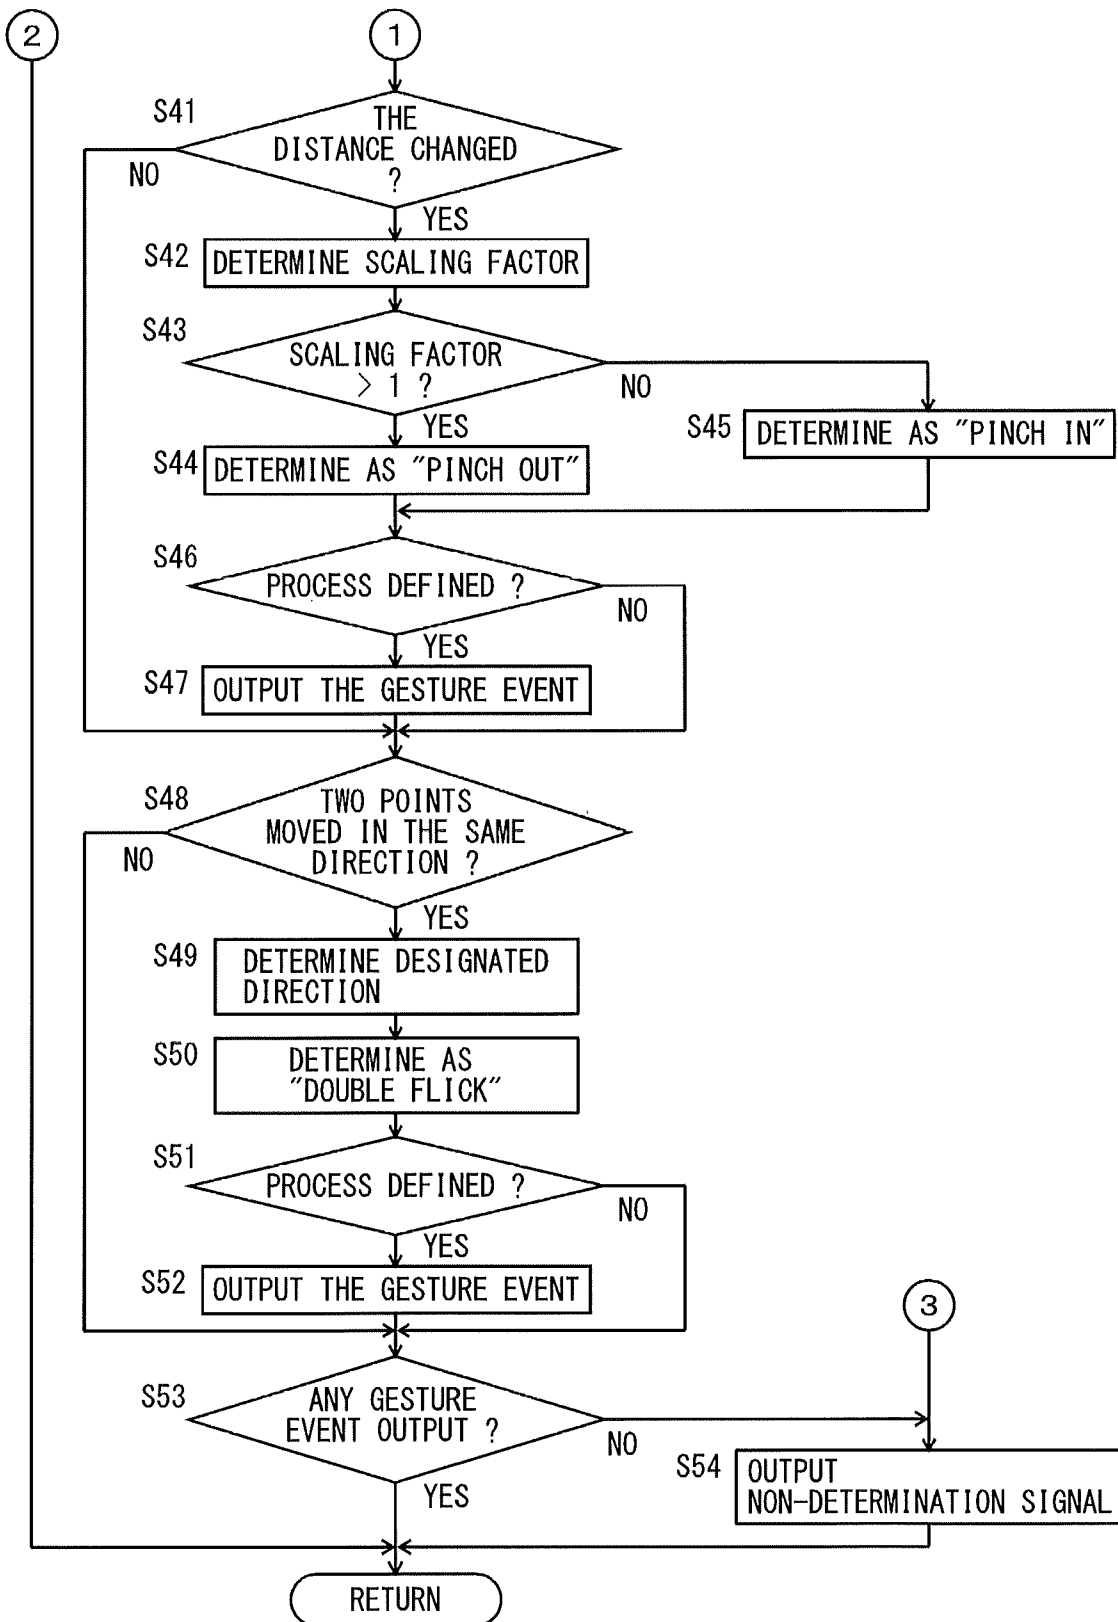 2
1
S41
THE
DISTANCE CHANGED
?
NO
YES
S42
DETERMINE SCALING FACTOR
S43
SCALING FACTOR
> 1 ?
NO
YES
S44
DETERMINE AS "PINCH OUT"
S45
DETERMINE AS "PINCH IN"
S46
PROCESS DEFINED ?
NO
YES
S47
OUTPUT THE GESTURE EVENT
S48
TWO POINTS
MOVED IN THE SAME
DIRECTION ?
NO
YES
S49
DETERMINE DESIGNATED
DIRECTION
S50
DETERMINE AS
"DOUBLE FLICK"
S51
PROCESS DEFINED ?
NO
YES
S52
OUTPUT THE GESTURE EVENT
3
S53
ANY GESTURE
EVENT OUTPUT ?
NO
YES
S54
OUTPUT
NON-DETERMINATION SIGNAL
RETURN